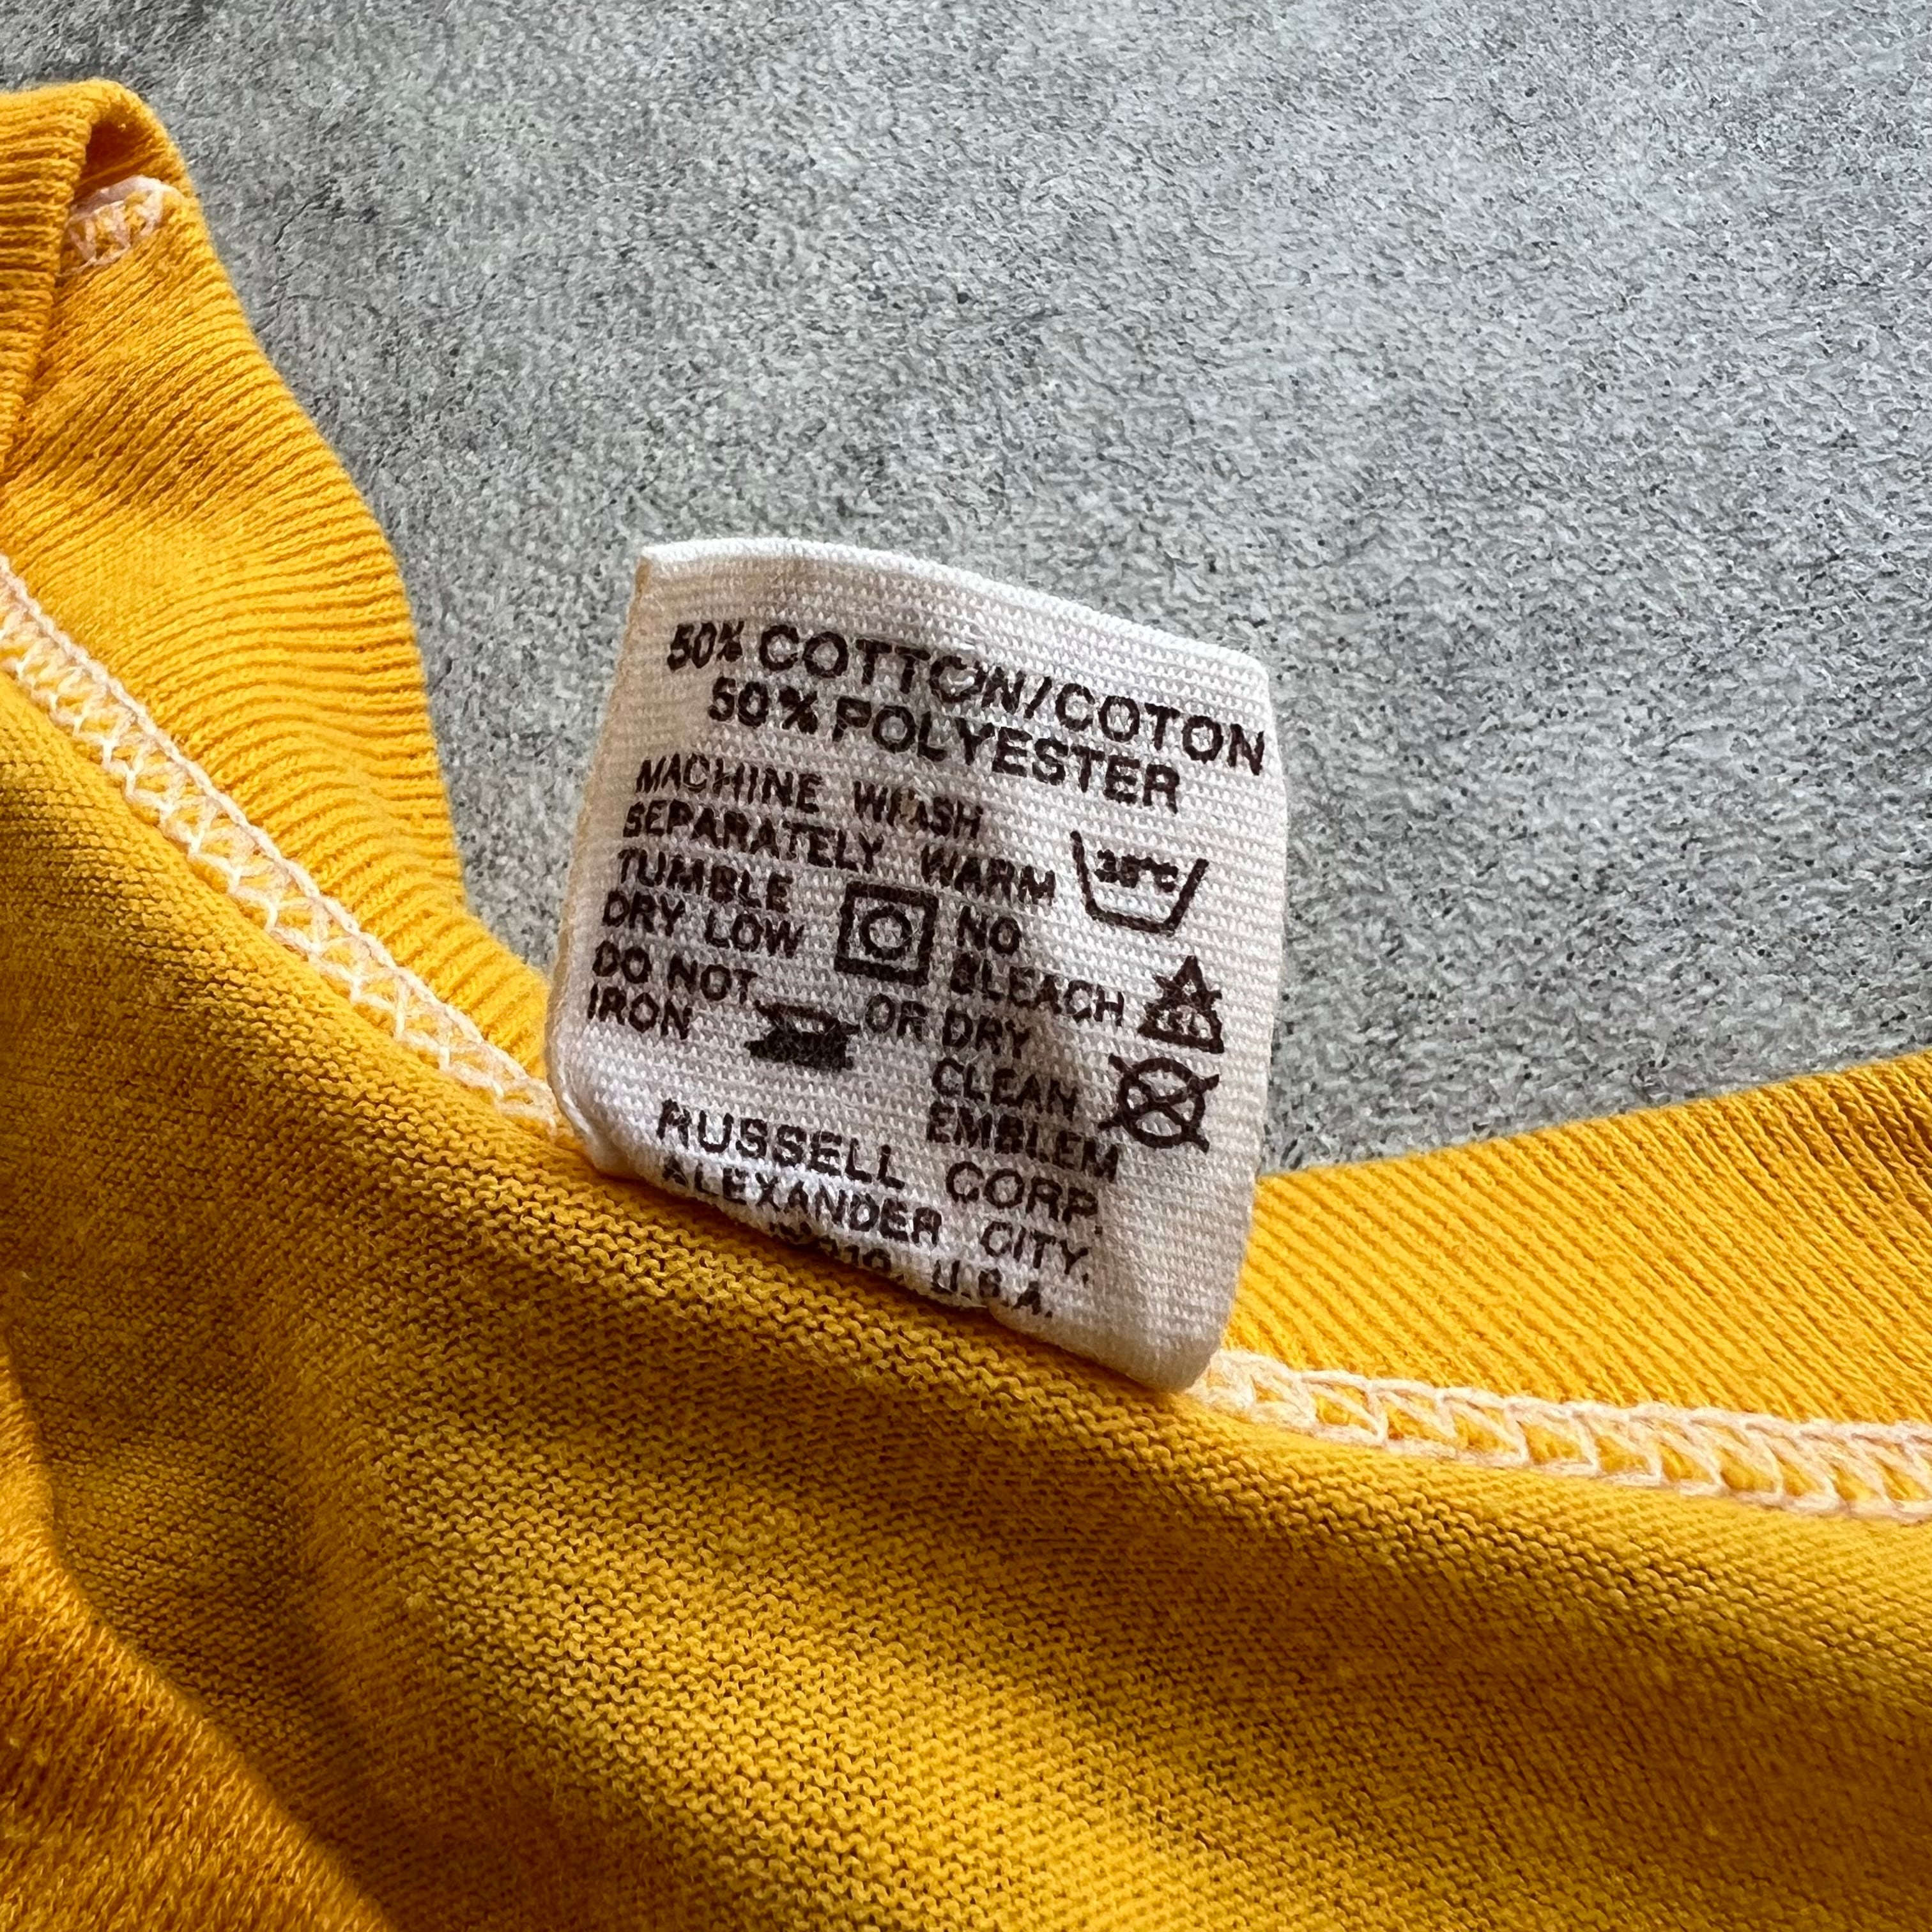 50% COTTON/COTON
50% POLYESTER
MACHINE WASH
SEPARATELY WARM
TUMBLE
DRY LOW
NO
BLEACH
DO NOT
IRON
OR DRY
CLEAN
EMBLEM
RUSSELL CORP.
ALEXANDER CITY.
U.S.A.